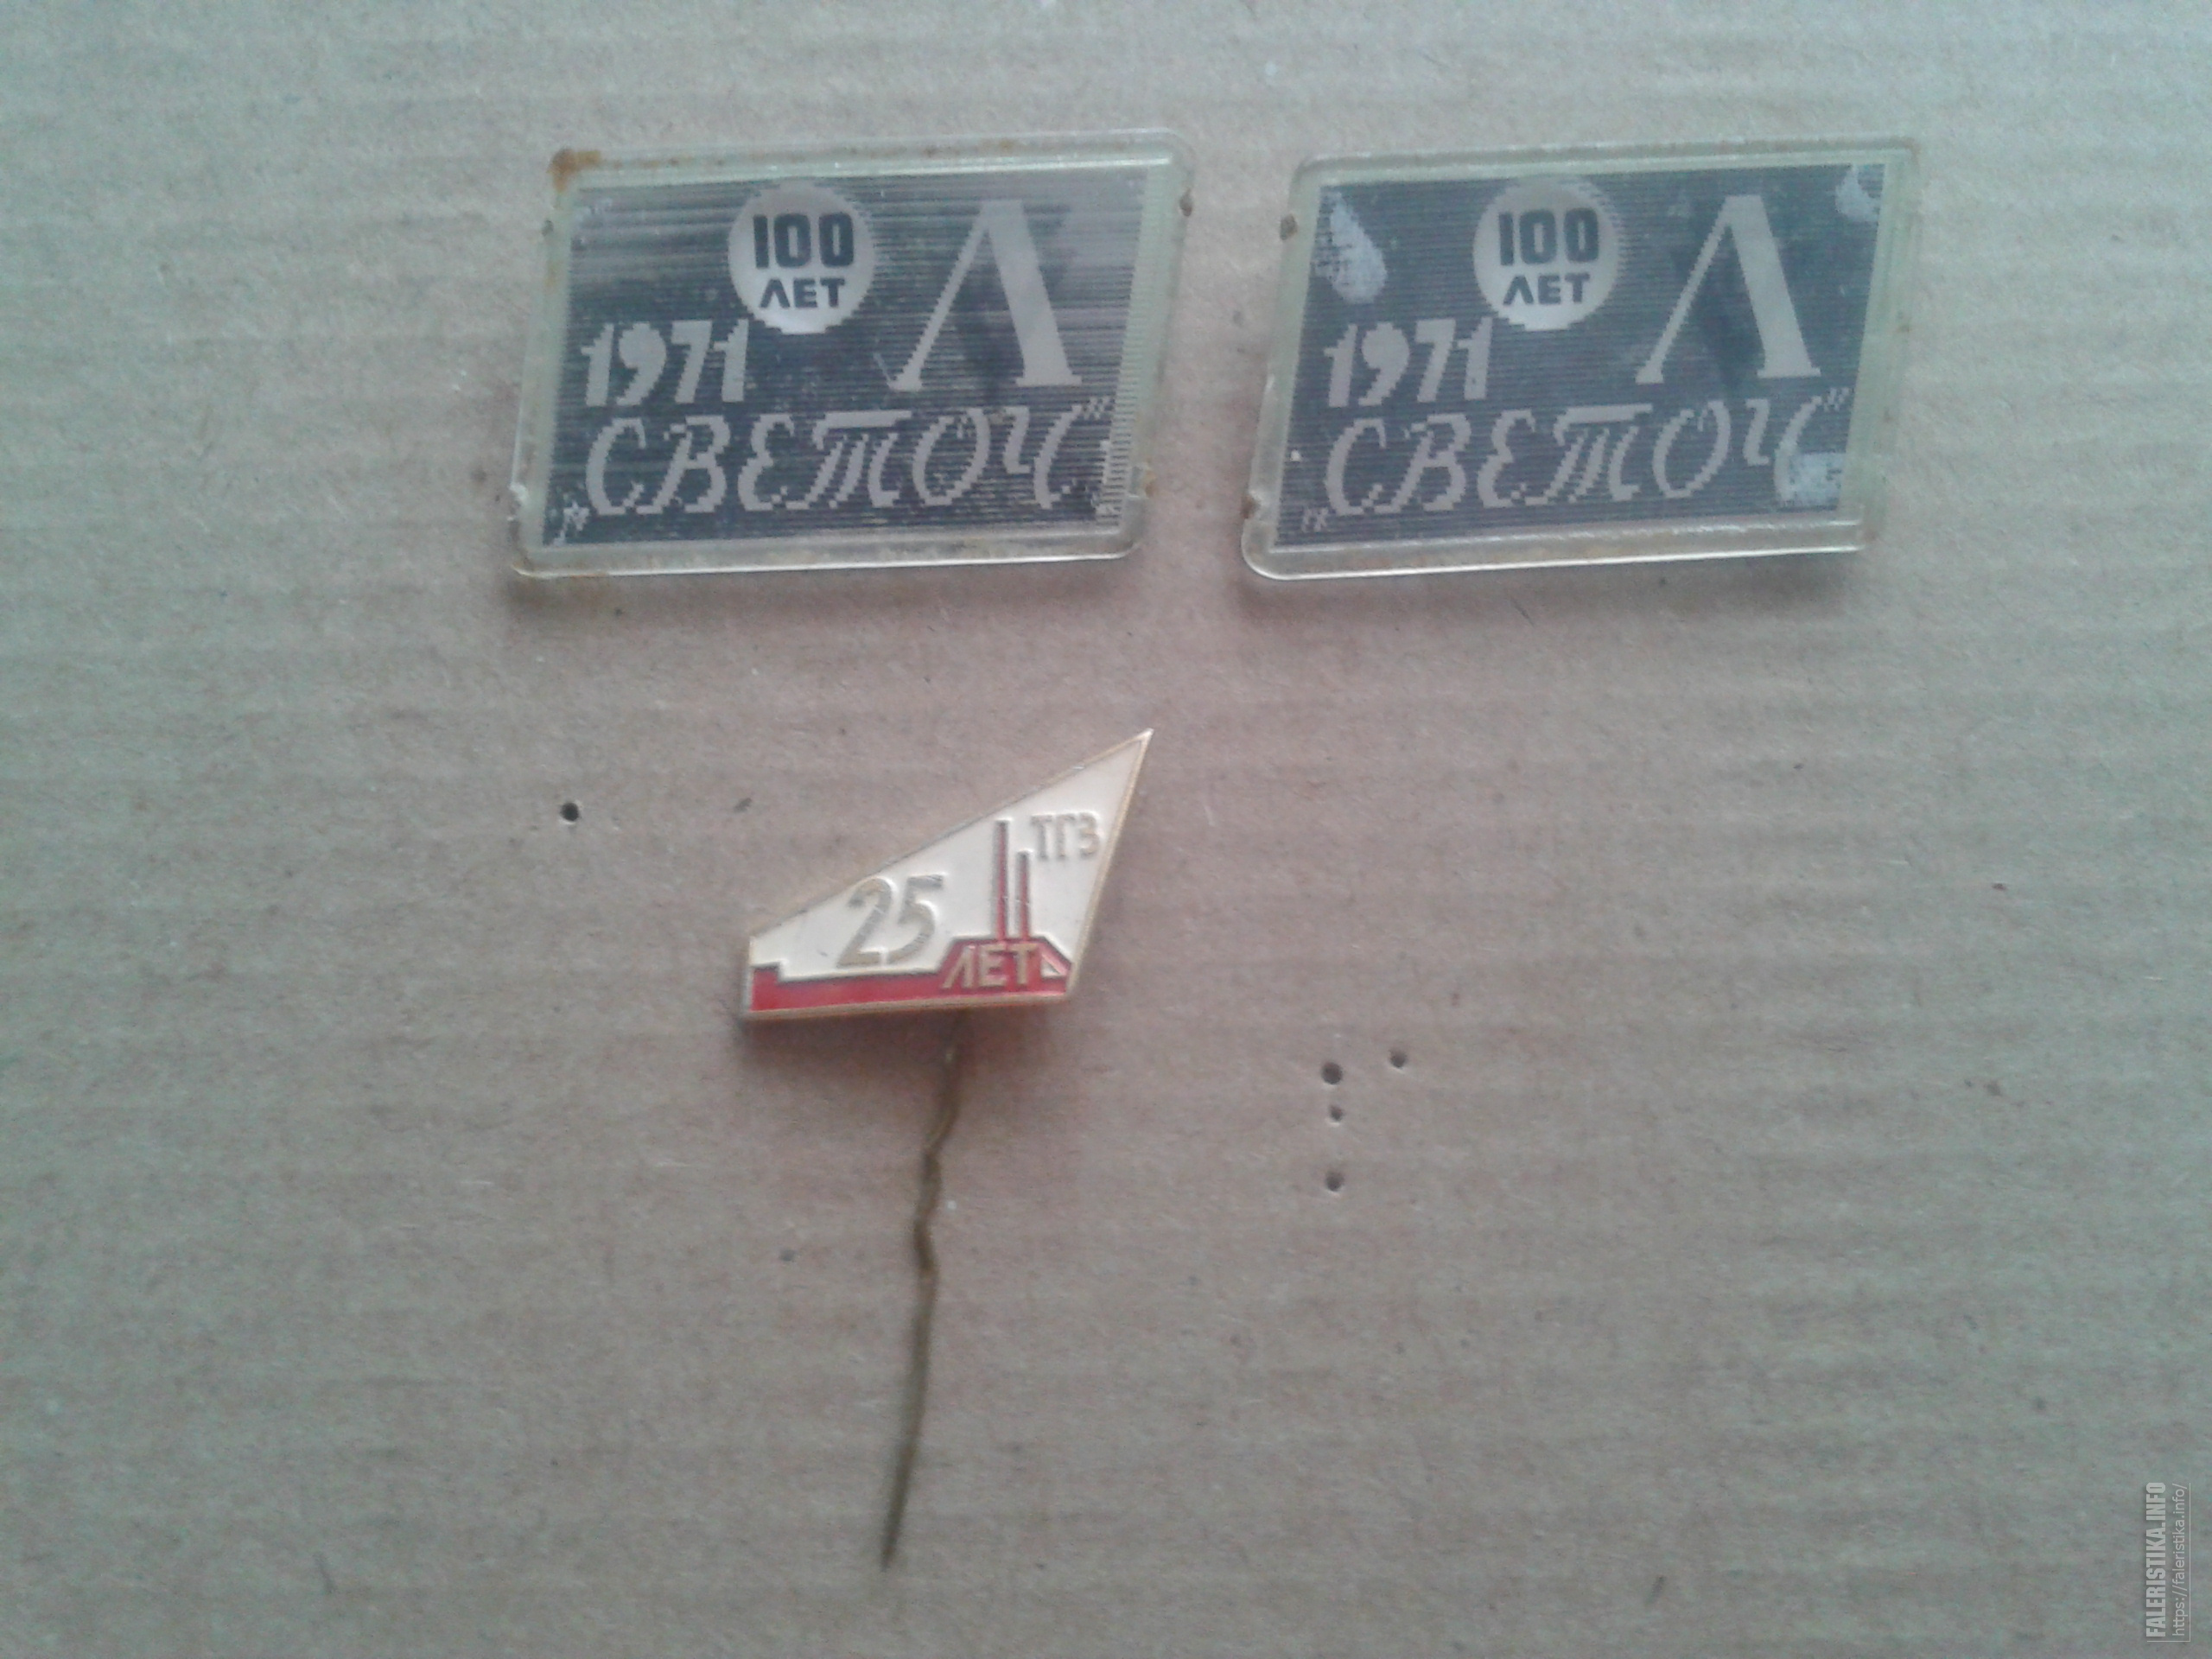 100
ЛЕТ
Л
1971
„СВЕТОЧ"
100
ЛЕТ
Л
1971
„СВЕТОЧ"
ТГЗ
25
ЛЕТ
FALERISTIKA.INFO
https://faleristika.info/